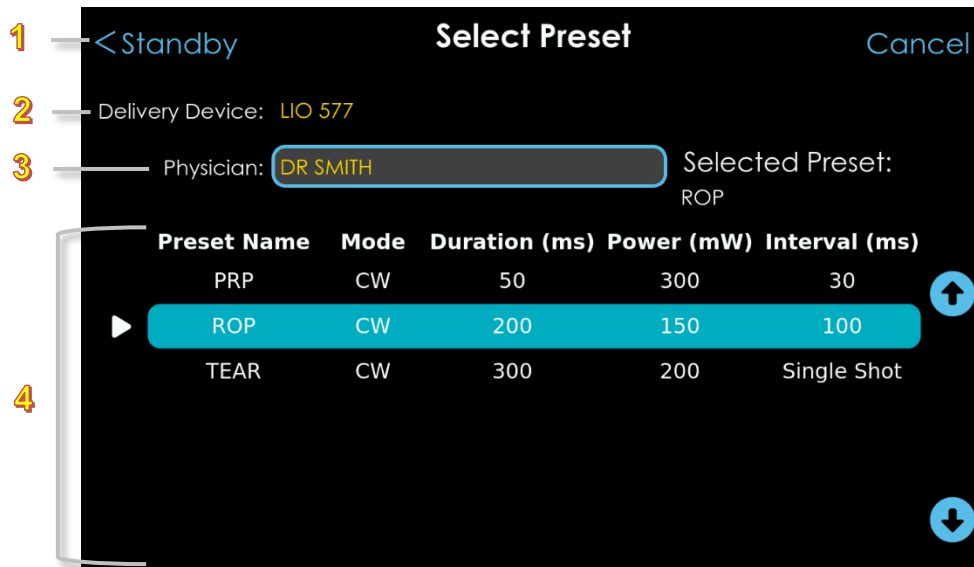 1 <Standby Select Preset Cancel
2 Delivery Device: LIO 577
3 Physician: DR SMITH Selected Preset:
ROP
Preset Name Mode Duration (ms) Power (mW) Interval (ms)
PRP CW 50 300 30
ROP CW 200 150 100
TEAR CW 300 200 Single Shot
4